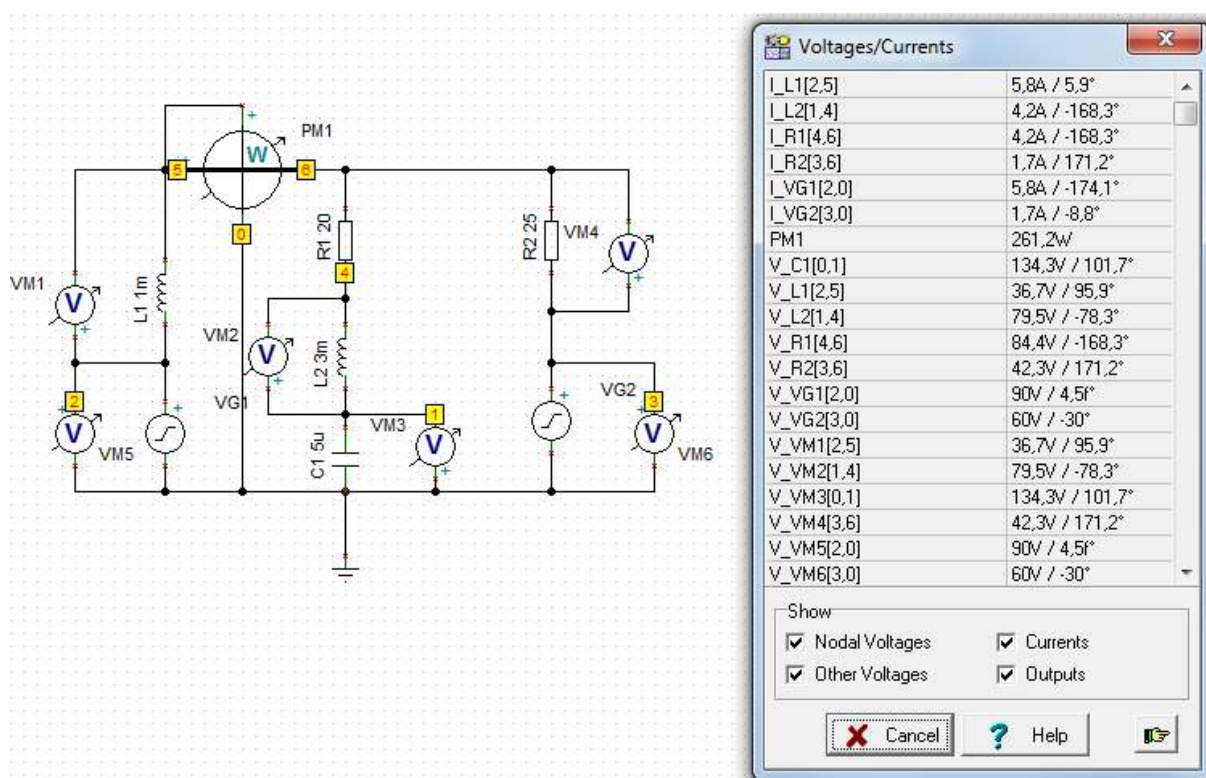 PM1
W
5
6
R1 20
R2 25
VM4
0
4
VM1
V
L1 1m
VM2
V
L2 3m
V
VG1
VG2
2
1
3
V
VM5
C1 5u
VM3
V
V
VM6
Voltages/Currents
I_L1[2,5] 5,8A / 5,9°
I_L2[1,4] 4,2A / -168,3°
I_R1[4,6] 4,2A / -168,3°
I_R2[3,6] 1,7A / 171,2°
I_VG1[2,0] 5,8A / -174,1°
I_VG2[3,0] 1,7A / -8,8°
PM1 261,2W
V_C1[0,1] 134,3V / 101,7°
V_L1[2,5] 36,7V / 95,9°
V_L2[1,4] 79,5V / -78,3°
V_R1[4,6] 84,4V / -168,3°
V_R2[3,6] 42,3V / 171,2°
V_VG1[2,0] 90V / 4,5f°
V_VG2[3,0] 60V / -30°
V_VM1[2,5] 36,7V / 95,9°
V_VM2[1,4] 79,5V / -78,3°
V_VM3[0,1] 134,3V / 101,7°
V_VM4[3,6] 42,3V / 171,2°
V_VM5[2,0] 90V / 4,5f°
V_VM6[3,0] 60V / -30°
Show
Nodal Voltages
Currents
Other Voltages
Outputs
Cancel
? Help